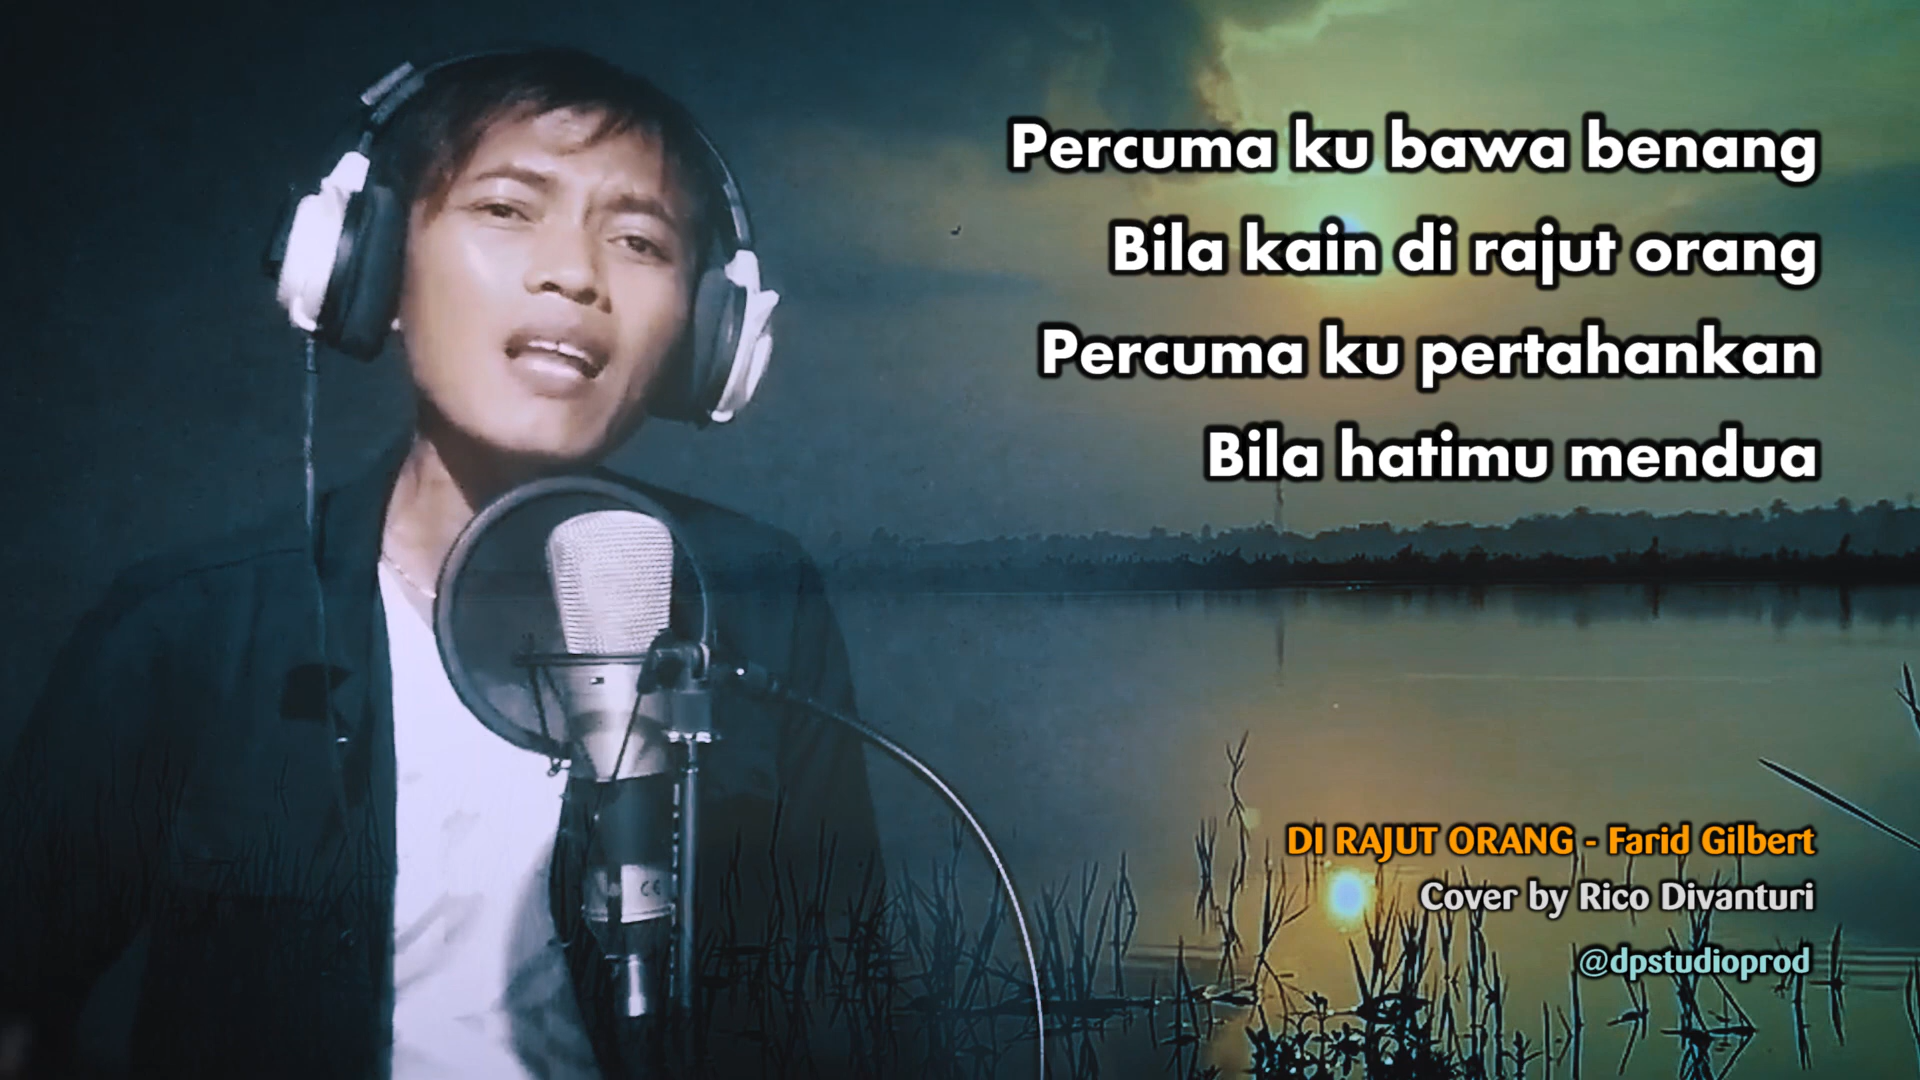 Percuma ku bawa benang
Bila kain di rajut orang
Percuma ku pertahankan
Bila hatimu mendua
DI RAJUT ORANG - Farid Gilbert
Cover by Rico Divanturi
@dpstudioprod